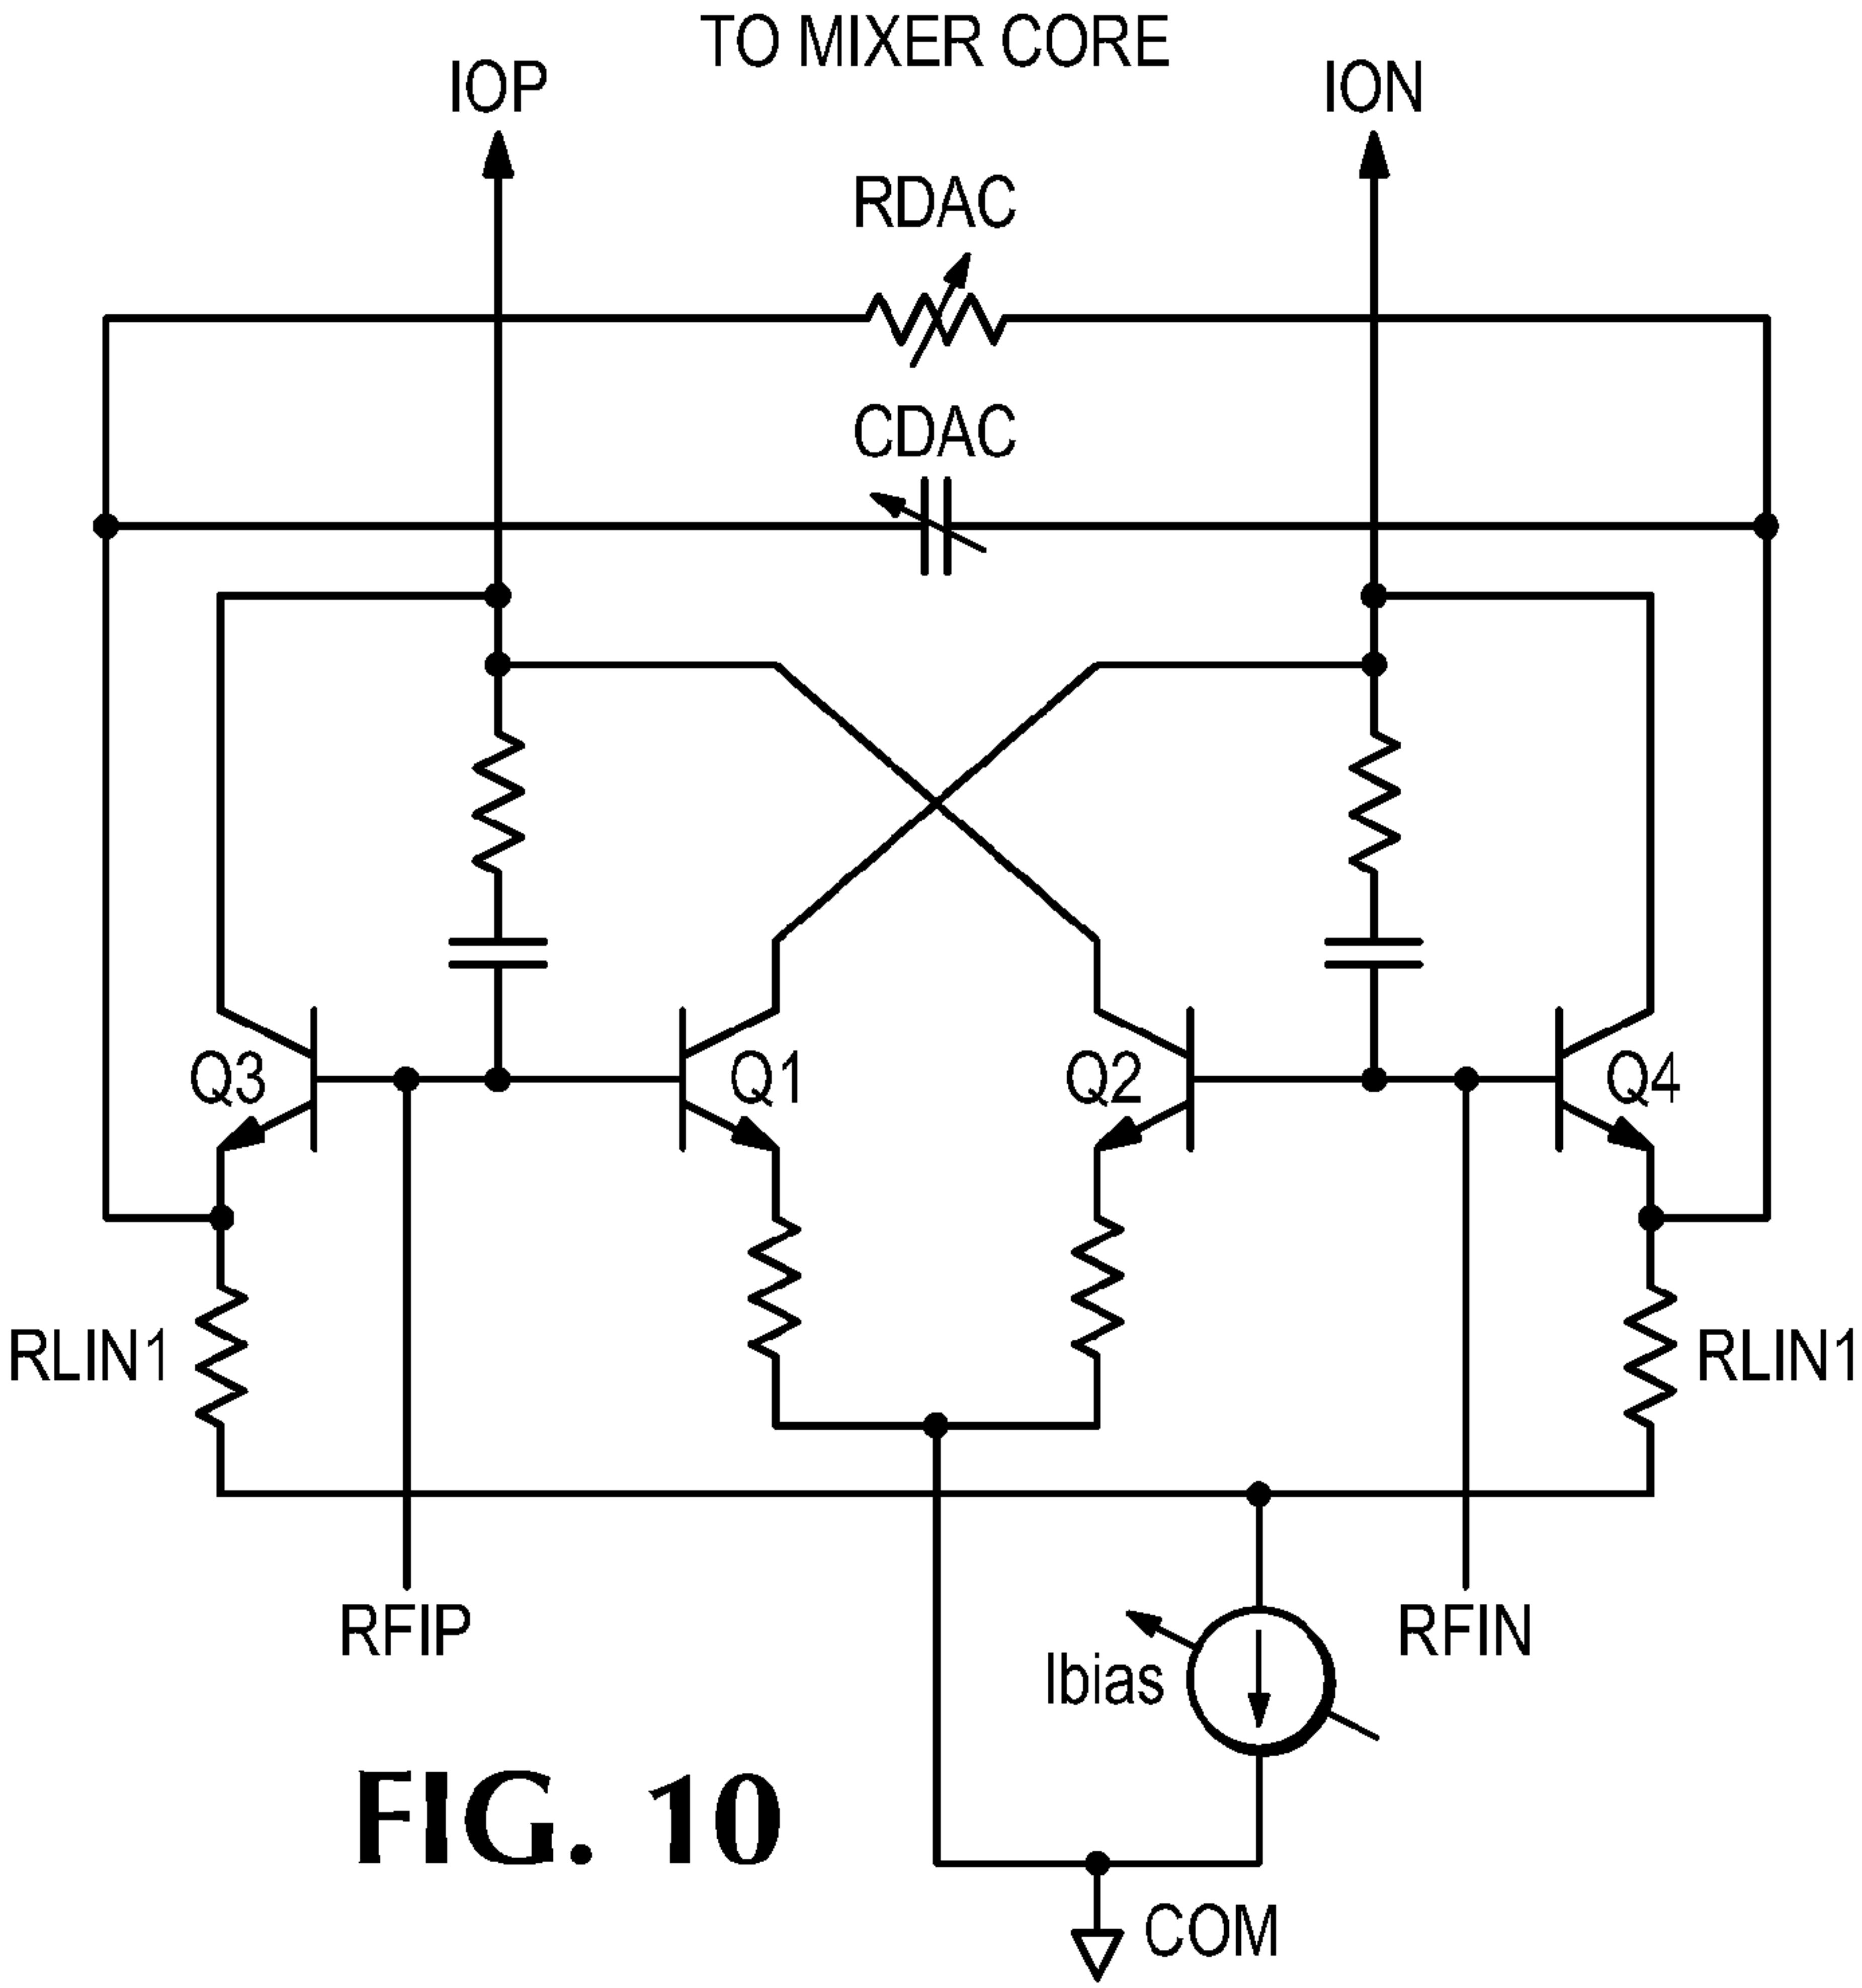 TO MIXER CORE
IOP
ION
RDAC
CDAC
Q3
Q1
Q2
Q4
RLIN1
RLIN1
RFIP
RFIN
Ibias
FIG. 10
COM